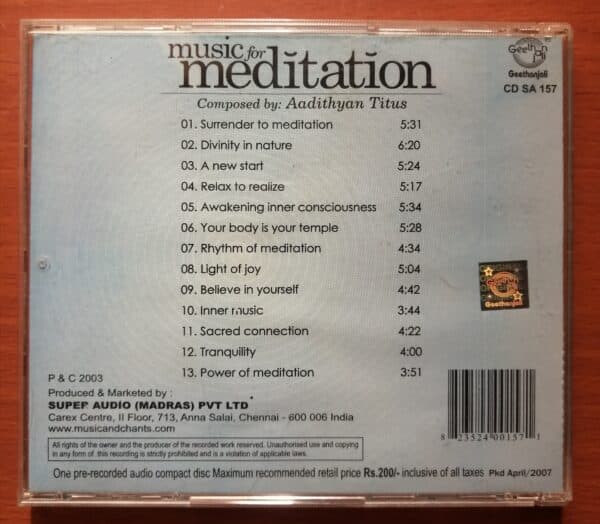 music for
meditation
Composed by: Aadithyan Titus
Geethanjali
Geethanjali
CD SA 157
01. Surrender to meditation 5:31
02. Divinity in nature 6:20
03. A new start 5:24
04. Relax to realize 5:17
05. Awakening inner consciousness 5:34
06. Your body is your temple 5:28
07. Rhythm of meditation 4:34
08. Light of joy 5:04
09. Believe in yourself 4:42
10. Inner music 3:44
11. Sacred connection 4:22
12. Tranquility 4:00
13. Power of meditation 3:51
Geethanjali
P & C 2003
Produced & Marketed by :
SUPER AUDIO (MADRAS) PVT LTD
Carex Centre, II Floor, 713, Anna Salai, Chennai - 600 006 India
www.musicandchants.com
8 23524 00157 1
All rights of the owner and the producer of the recorded work reserved. Unauthorised use and copying
in any form of this recording is strictly prohibited and is a violation of applicable laws.
One pre-recorded audio compact disc Maximum recommended retail price Rs.200/- inclusive of all taxes Pkd April/2007